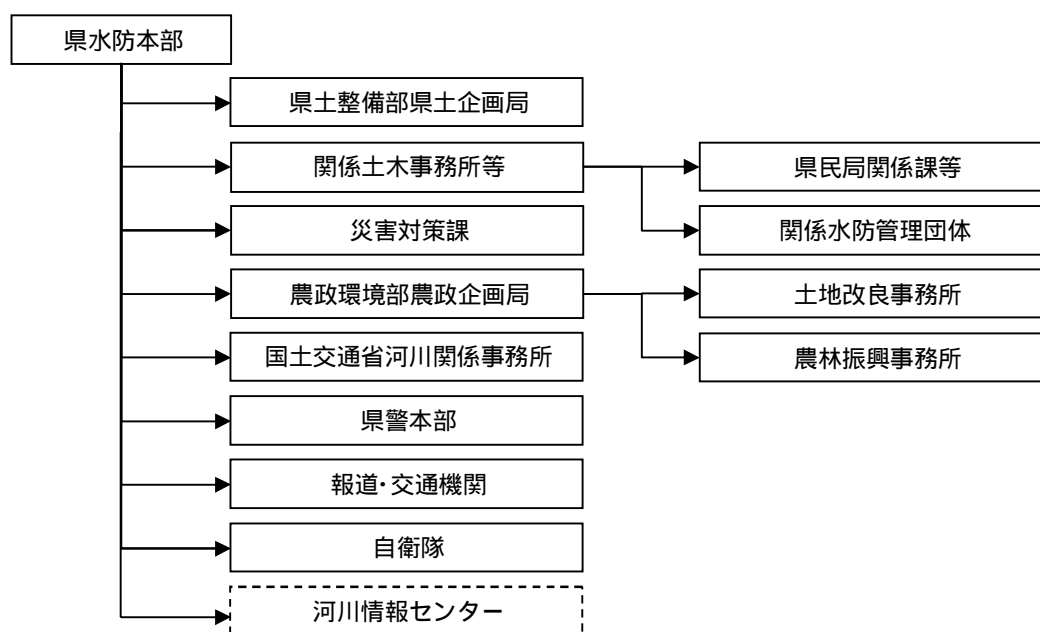 県水防本部
県土整備部県土企画局
関係土木事務所等
県民局関係課等
災害対策課
関係水防管理団体
農政環境部農政企画局
土地改良事務所
国土交通省河川関係事務所
農林振興事務所
県警本部
報道･交通機関
自衛隊
河川情報センター